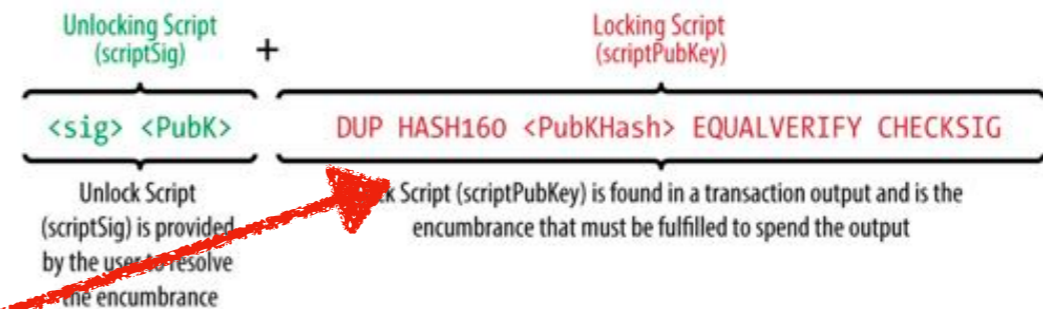 Unlocking Script
(scriptSig)
+
Locking Script
(scriptPubKey)
<sig> <PubK>
DUP HASH160 <PubKHash> EQUALVERIFY CHECKSIG
Unlock Script
(scriptSig) is provided
by the user to resolve
the encumbrance
k Script (scriptPubKey) is found in a transaction output and is the
encumbrance that must be fulfilled to spend the output